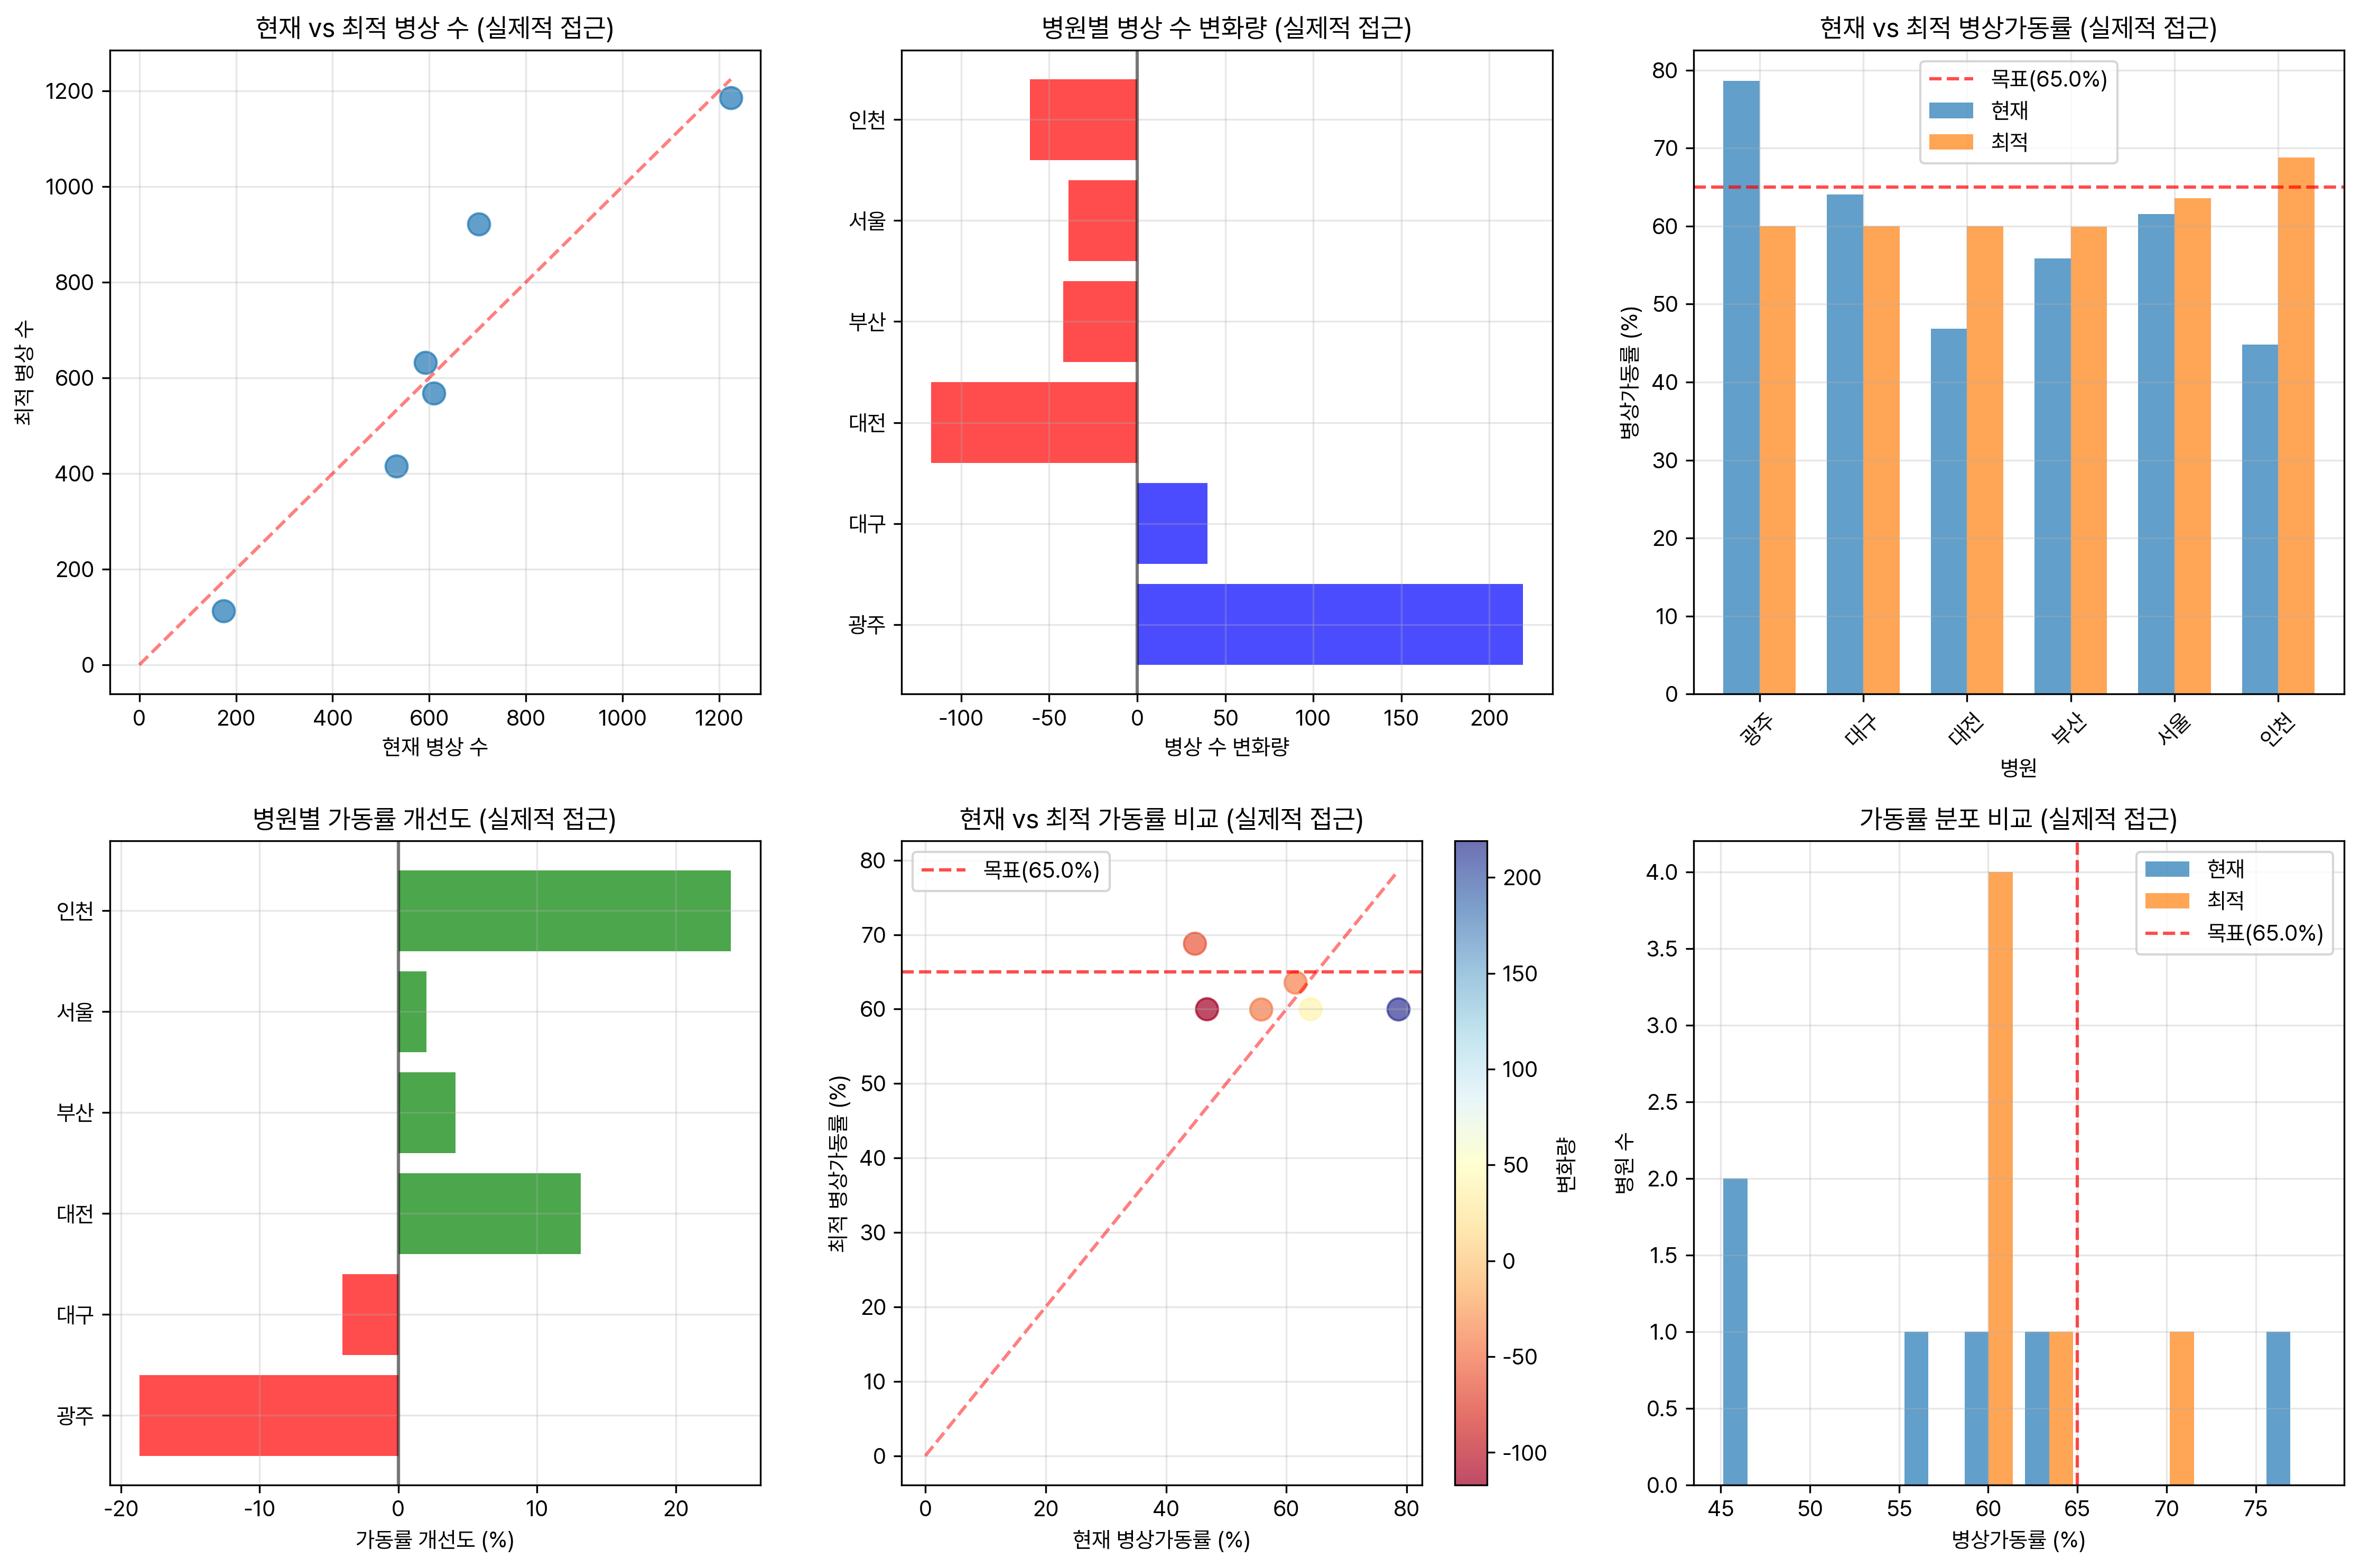 현재 vs 최적 병상 수 (실제적 접근)
1200
1000
800
600
400
200
0
최적 병상 수
0 200 400 600 800 1000 1200
현재 병상 수
병원별 병상 수 변화량 (실제적 접근)
인천
서울
부산
대전
대구
광주
-100 -50 0 50 100 150 200
병상 수 변화량
현재 vs 최적 병상가동률 (실제적 접근)
목표(65.0%)
현재
최적
80
70
60
50
40
30
20
10
0
병상가동률 (%)
광주 대구 대전 부산 서울 인천
병원
병원별 가동률 개선도 (실제적 접근)
인천
서울
부산
대전
대구
광주
-20 -10 0 10 20
가동률 개선도 (%)
현재 vs 최적 가동률 비교 (실제적 접근)
목표(65.0%)
80
70
60
50
40
30
20
10
0
최적 병상가동률 (%)
0 20 40 60 80
현재 병상가동률 (%)
200
150
100
50
0
-50
-100
변화량
가동률 분포 비교 (실제적 접근)
현재
최적
목표(65.0%)
4.0
3.5
3.0
2.5
2.0
1.5
1.0
0.5
0.0
병원 수
45 50 55 60 65 70 75
병상가동률 (%)